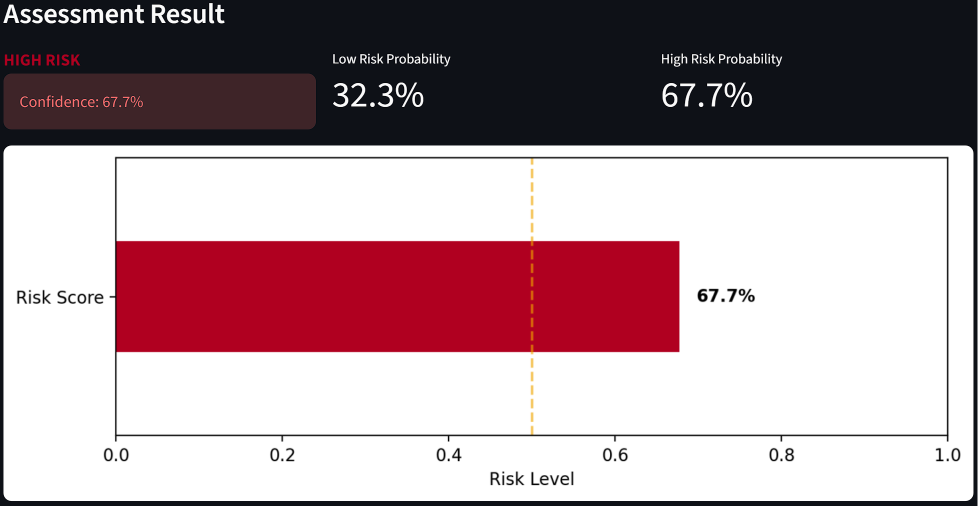 Assessment Result
HIGH RISK
Confidence: 67.7%
Low Risk Probability
32.3%
High Risk Probability
67.7%
Risk Score
67.7%
0.0 0.2 0.4 0.6 0.8 1.0
Risk Level